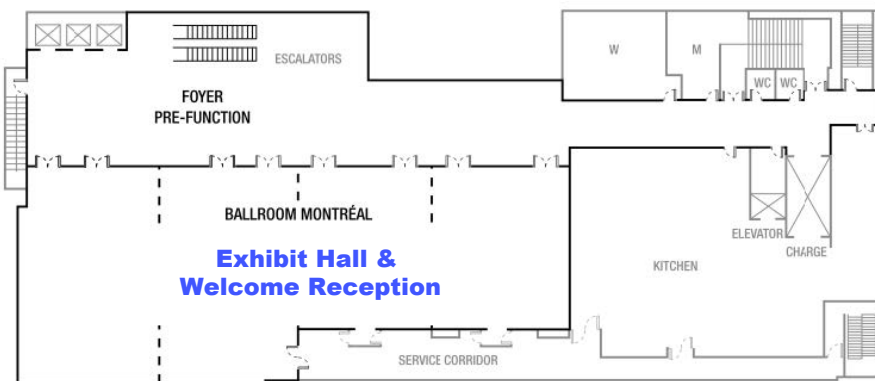 ESCALATORS
W
M
WC
WC
FOYER
PRE-FUNCTION
BALLROOM MONTRÉAL
Exhibit Hall &
Welcome Reception
ELEVATOR
CHARGE
KITCHEN
SERVICE CORRIDOR